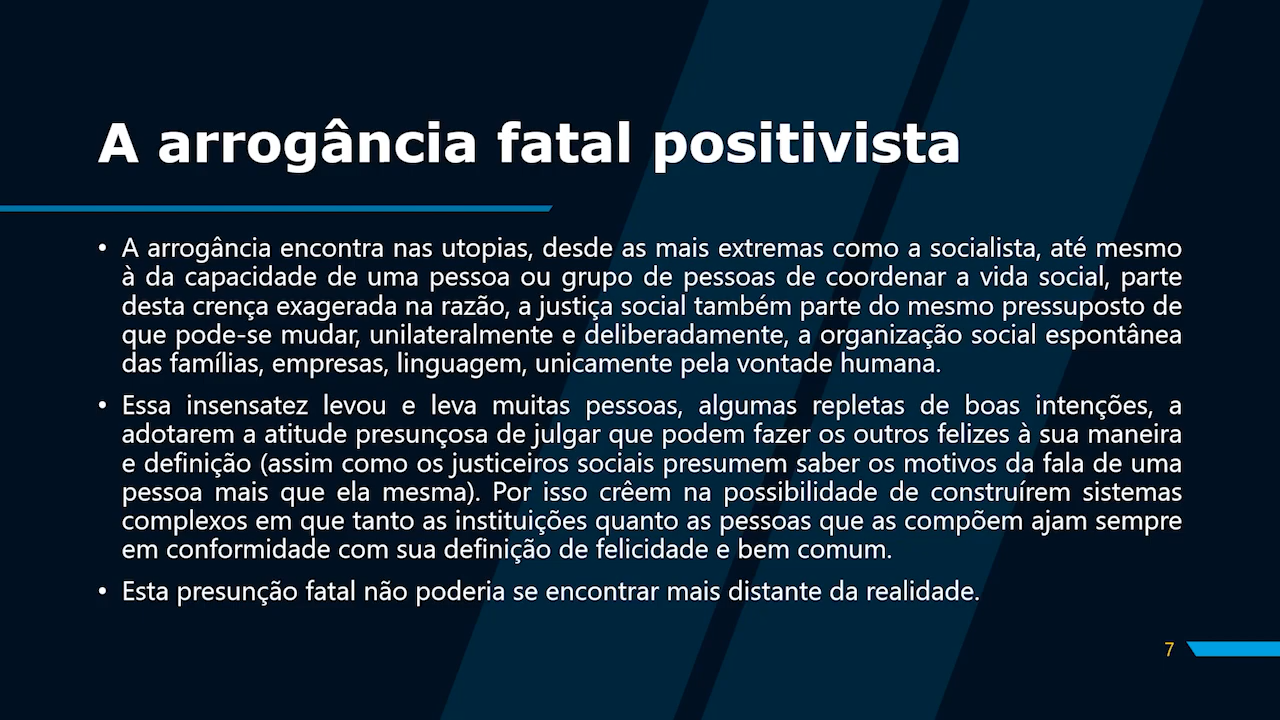 A arrogância fatal positivista
• A arrogância encontra nas utopias, desde as mais extremas como a socialista, até mesmo
à da capacidade de uma pessoa ou grupo de pessoas de coordenar a vida social, parte
desta crença exagerada na razão, a justiça social também parte do mesmo pressuposto de
que pode-se mudar, unilateralmente e deliberadamente, a organização social espontânea
das famílias, empresas, linguagem, unicamente pela vontade humana.
• Essa insensatez levou e leva muitas pessoas, algumas repletas de boas intenções, a
adotarem a atitude presunçosa de julgar que podem fazer os outros felizes à sua maneira
e definição (assim como os justiceiros sociais presumem saber os motivos da fala de uma
pessoa mais que ela mesma). Por isso crêem na possibilidade de construírem sistemas
complexos em que tanto as instituições quanto as pessoas que as compõem ajam sempre
em conformidade com sua definição de felicidade e bem comum.
• Esta presunção fatal não poderia se encontrar mais distante da realidade.
7